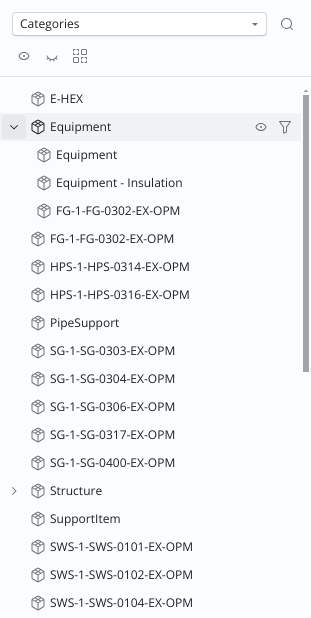 Categories
E-HEX
Equipment
Equipment
Equipment - Insulation
FG-1-FG-0302-EX-OPM
FG-1-FG-0302-EX-OPM
HPS-1-HPS-0314-EX-OPM
HPS-1-HPS-0316-EX-OPM
PipeSupport
SG-1-SG-0303-EX-OPM
SG-1-SG-0304-EX-OPM
SG-1-SG-0306-EX-OPM
SG-1-SG-0317-EX-OPM
SG-1-SG-0400-EX-OPM
Structure
SupportItem
SWS-1-SWS-0101-EX-OPM
SWS-1-SWS-0102-EX-OPM
SWS-1-SWS-0104-EX-OPM